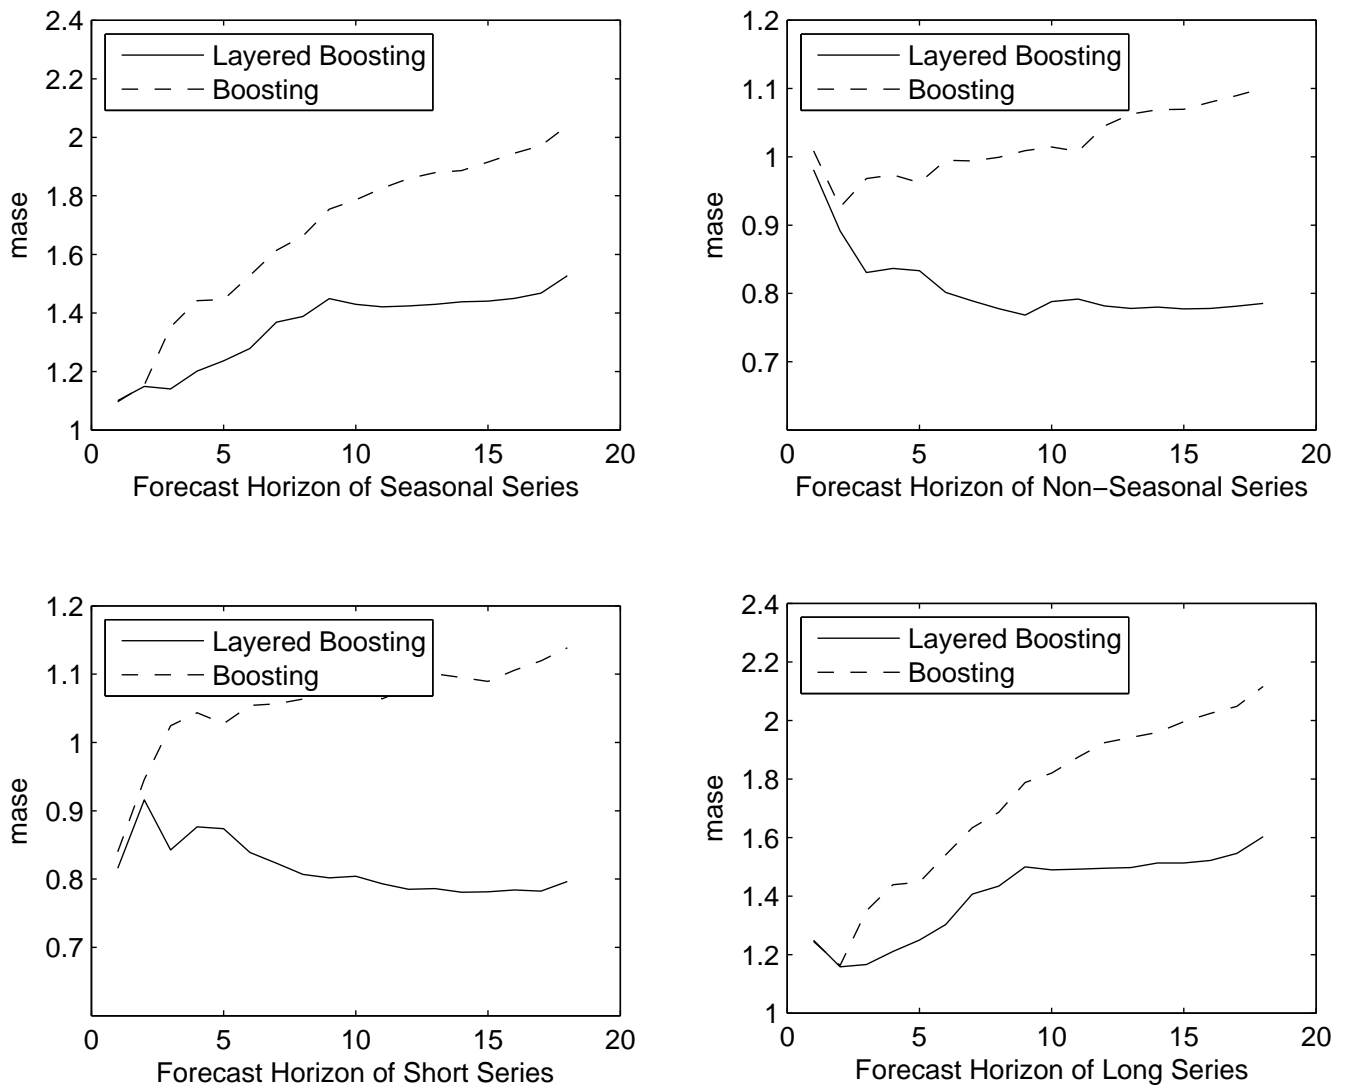 2.4
2.2
2
1.8
1.6
1.4
1.2
1
mase
Layered Boosting
Boosting
0 5 10 15 20
Forecast Horizon of Seasonal Series
1.2
1.1
1
0.9
0.8
0.7
mase
Layered Boosting
Boosting
0 5 10 15 20
Forecast Horizon of Non−Seasonal Series
1.2
1.1
1
0.9
0.8
0.7
mase
Layered Boosting
Boosting
0 5 10 15 20
Forecast Horizon of Short Series
2.4
2.2
2
1.8
1.6
1.4
1.2
1
mase
Layered Boosting
Boosting
0 5 10 15 20
Forecast Horizon of Long Series